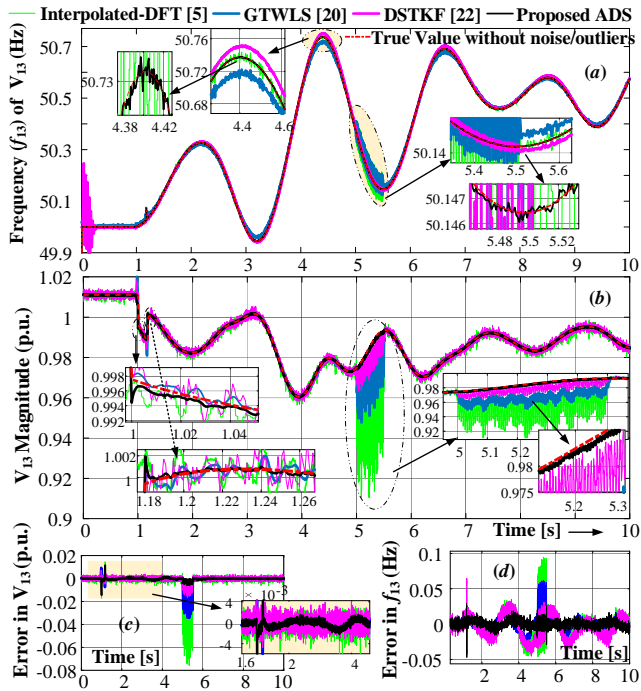 Interpolated-DFT [5] GTWLS [20] DSTKF [22] Proposed ADS
True Value without noise/outliers
Frequency (f13) of V13 (Hz)
50.7
50.5
50.3
50.1
49.9
(a)
50.73
4.38 4.42
50.76
50.72
50.68
4.4 4.6
50.14
5.4 5.5 5.6
50.147
50.146
5.48 5.5 5.52
0 1 2 3 4 5 6 7 8 9 10
V13 Magnitude (p.u.)
1.02
1
0.98
0.96
0.94
0.92
0.9
(b)
0.998
0.996
0.994
0.992
1 1.02 1.04
1.002
1
1.18 1.2 1.22 1.24 1.26
0.98
0.96
0.94
0.92
5 5.1 5.2 5.3
0.98
0.975
5.2 5.3
0 1 2 3 4 5 6 7 10
Time [s]
Error in V13 (p.u.)
0.02
0
-0.02
-0.04
-0.06
-0.08
(c)
× 10-3
4
0
-4
1.6 2 4
Time [s]
0 2 4 6 8 10
Error in f13 (Hz)
0.1
0.05
0
-0.05
(d)
Time [s]
2 4 6 8 10